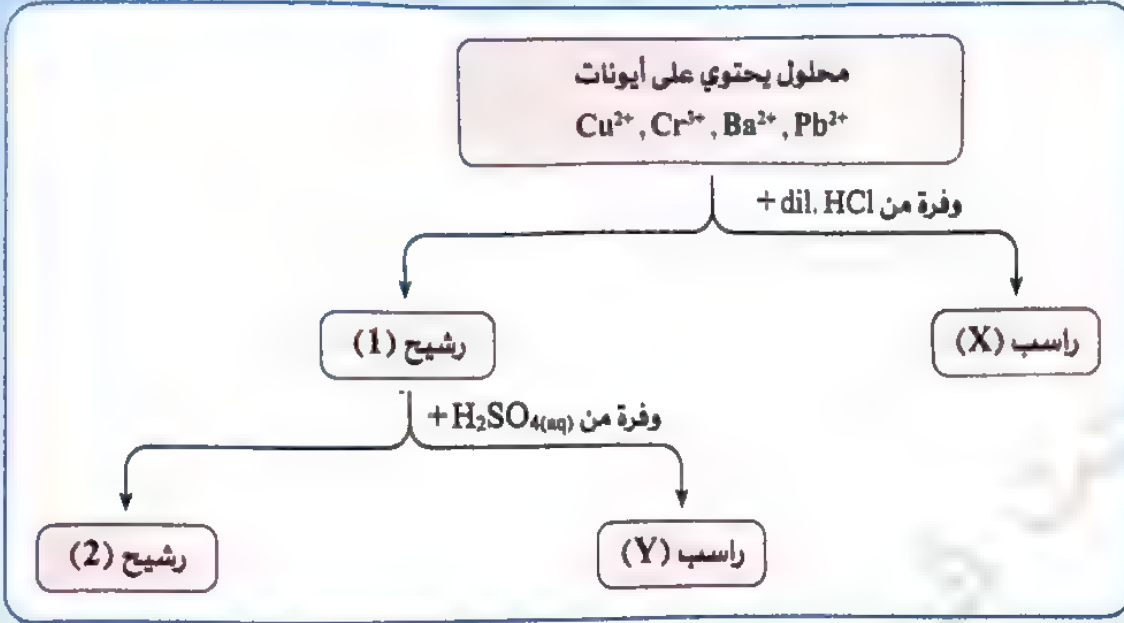 محلول يحتوي على أيونات
Cu²⁺, Cr³⁺, Ba²⁺, Pb²⁺
وفرة من dil. HCl +
راسب (X)
رشيح (1)
وفرة من H₂SO₄₍ₐq₎ +
راسب (Y)
رشيح (2)